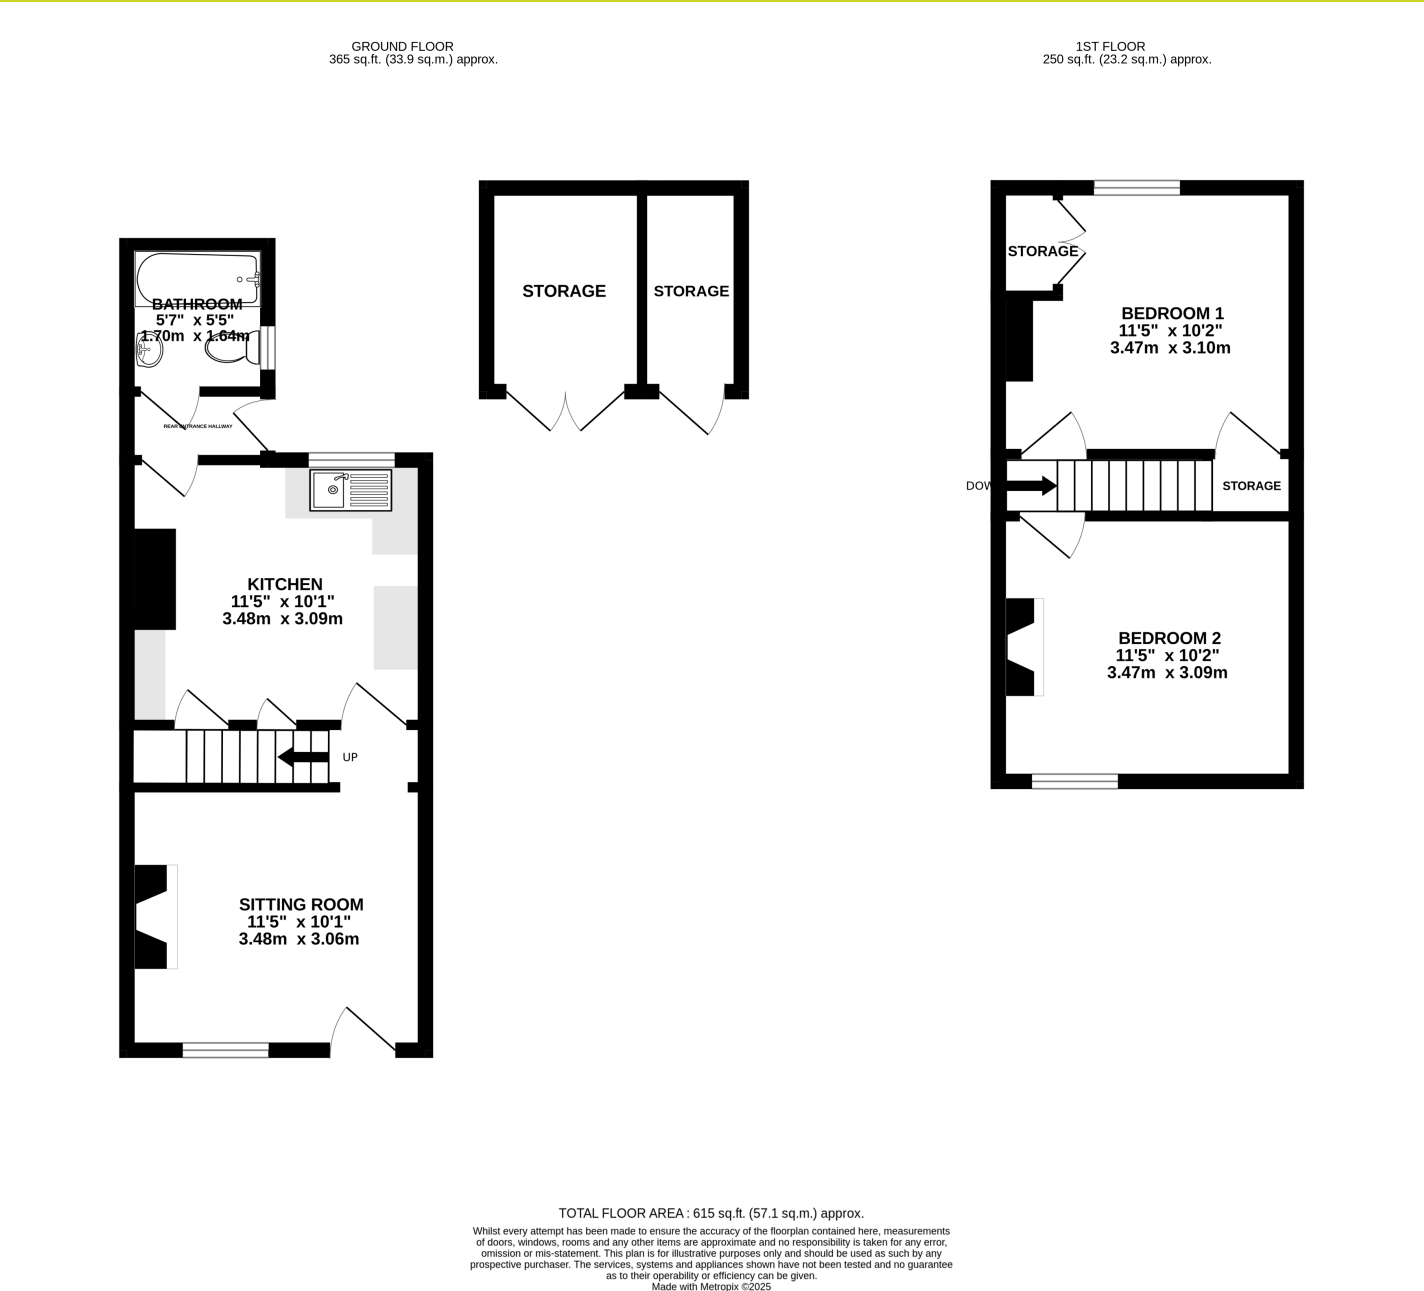 GROUND FLOOR
365 sq.ft. (33.9 sq.m.) approx.
1ST FLOOR
250 sq.ft. (23.2 sq.m.) approx.
BATHROOM
5'7" x 5'5"
1.70m x 1.64m
REAR ENTRANCE HALLWAY
STORAGE
STORAGE
KITCHEN
11'5" x 10'1"
3.48m x 3.09m
UP
SITTING ROOM
11'5" x 10'1"
3.48m x 3.06m
STORAGE
BEDROOM 1
11'5" x 10'2"
3.47m x 3.10m
DOW
STORAGE
BEDROOM 2
11'5" x 10'2"
3.47m x 3.09m
TOTAL FLOOR AREA : 615 sq.ft. (57.1 sq.m.) approx.
Whilst every attempt has been made to ensure the accuracy of the floorplan contained here, measurements
of doors, windows, rooms and any other items are approximate and no responsibility is taken for any error,
omission or mis-statement. This plan is for illustrative purposes only and should be used as such by any
prospective purchaser. The services, systems and appliances shown have not been tested and no guarantee
as to their operability or efficiency can be given.
Made with Metropix ©2025